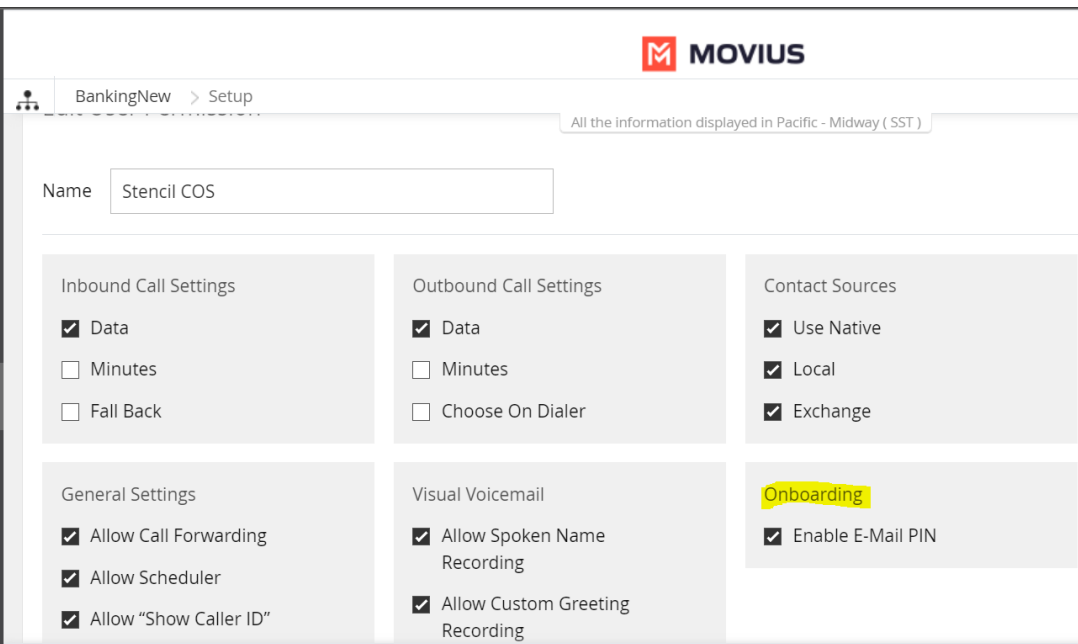 MOVIUS
BankingNew > Setup
Edit User Permission
All the information displayed in Pacific - Midway ( SST )
Name
Stencil COS
Inbound Call Settings
Data
Minutes
Fall Back
Outbound Call Settings
Data
Minutes
Choose On Dialer
Contact Sources
Use Native
Local
Exchange
General Settings
Allow Call Forwarding
Allow Scheduler
Allow “Show Caller ID”
Visual Voicemail
Allow Spoken Name
Recording
Allow Custom Greeting
Recording
Onboarding
Enable E-Mail PIN